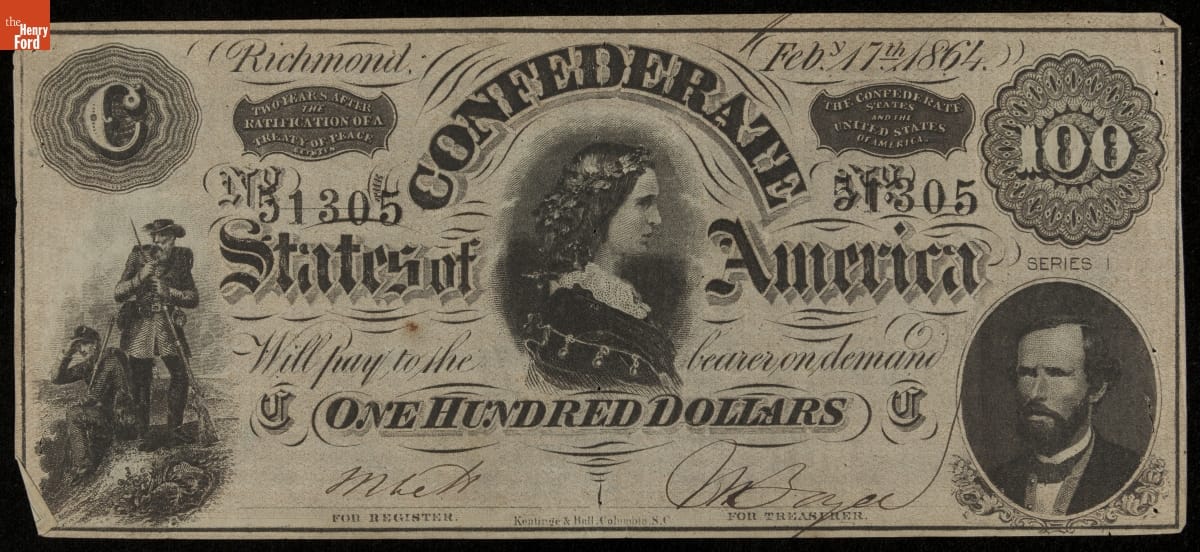 the
Henry
Ford
Richmond, Feby 17th 1864.
C
TWO YEARS AFTER
THE
RATIFICATION OF A
TREATY OF PEACE
BETWEEN
THE CONFEDERATE
STATES
AND THE
UNITED STATES
OF AMERICA.
100
CONFEDERATE
No 51305
No 51305
States of America
SERIES 1
Will pay to the bearer on demand
C ONE HUNDRED DOLLARS C
FOR REGISTER.
Keatinge & Ball, Columbia, S.C.
FOR TREASURER.